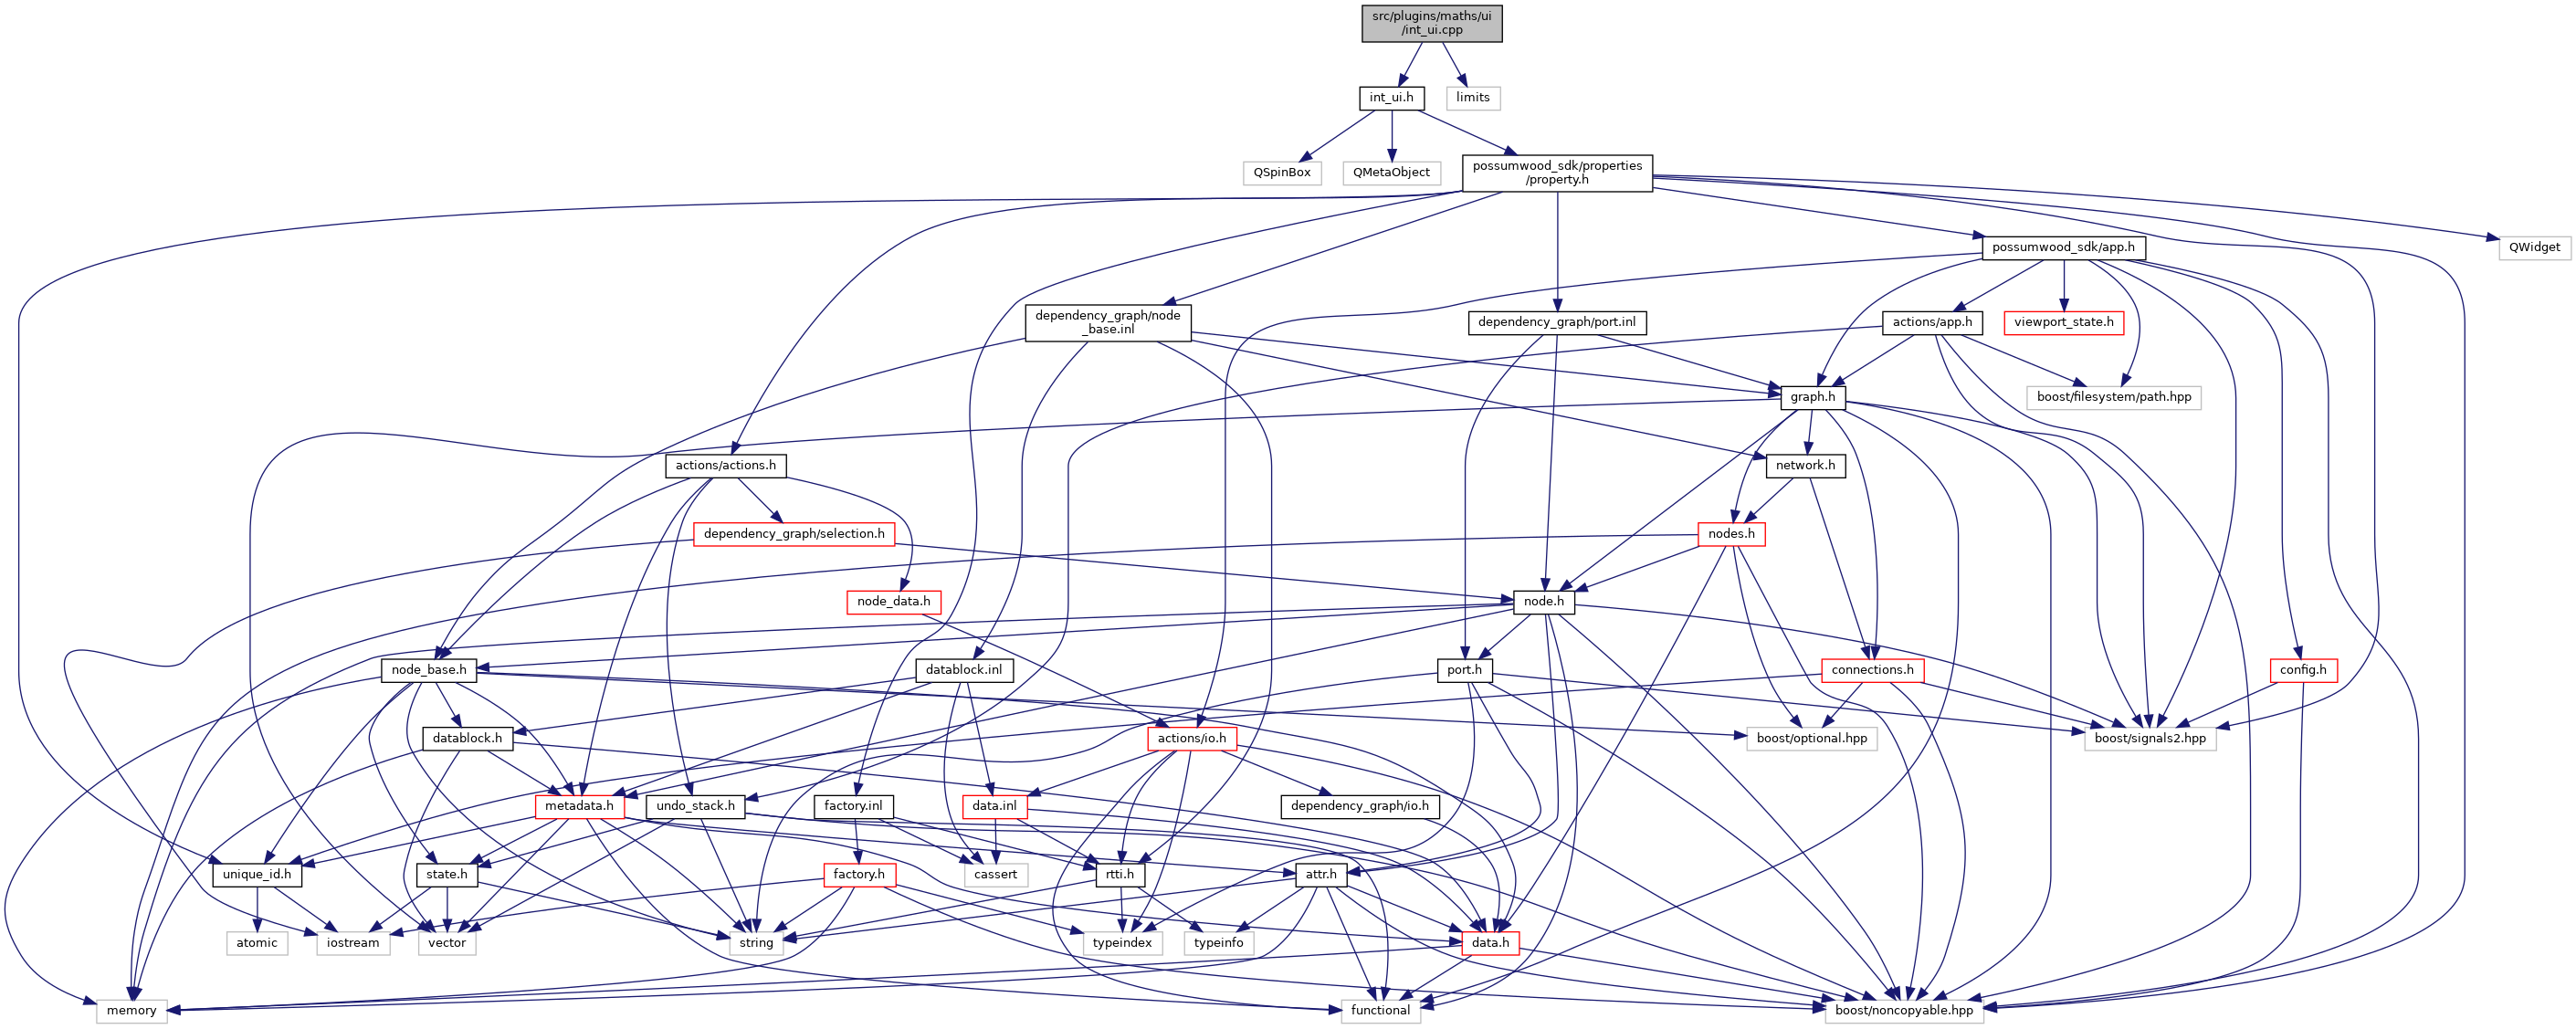 src/plugins/maths/ui
/int_ui.cpp
int_ui.h
limits
QSpinBox
QMetaObject
possumwood_sdk/properties
/property.h
possumwood_sdk/app.h
QWidget
dependency_graph/node
_base.inl
dependency_graph/port.inl
actions/app.h
viewport_state.h
graph.h
boost/filesystem/path.hpp
actions/actions.h
network.h
dependency_graph/selection.h
nodes.h
node_data.h
node.h
node_base.h
datablock.inl
port.h
connections.h
config.h
datablock.h
actions/io.h
boost/optional.hpp
boost/signals2.hpp
metadata.h
undo_stack.h
factory.inl
data.inl
dependency_graph/io.h
unique_id.h
state.h
factory.h
cassert
rtti.h
attr.h
atomic
iostream
vector
string
typeindex
typeinfo
data.h
memory
functional
boost/noncopyable.hpp